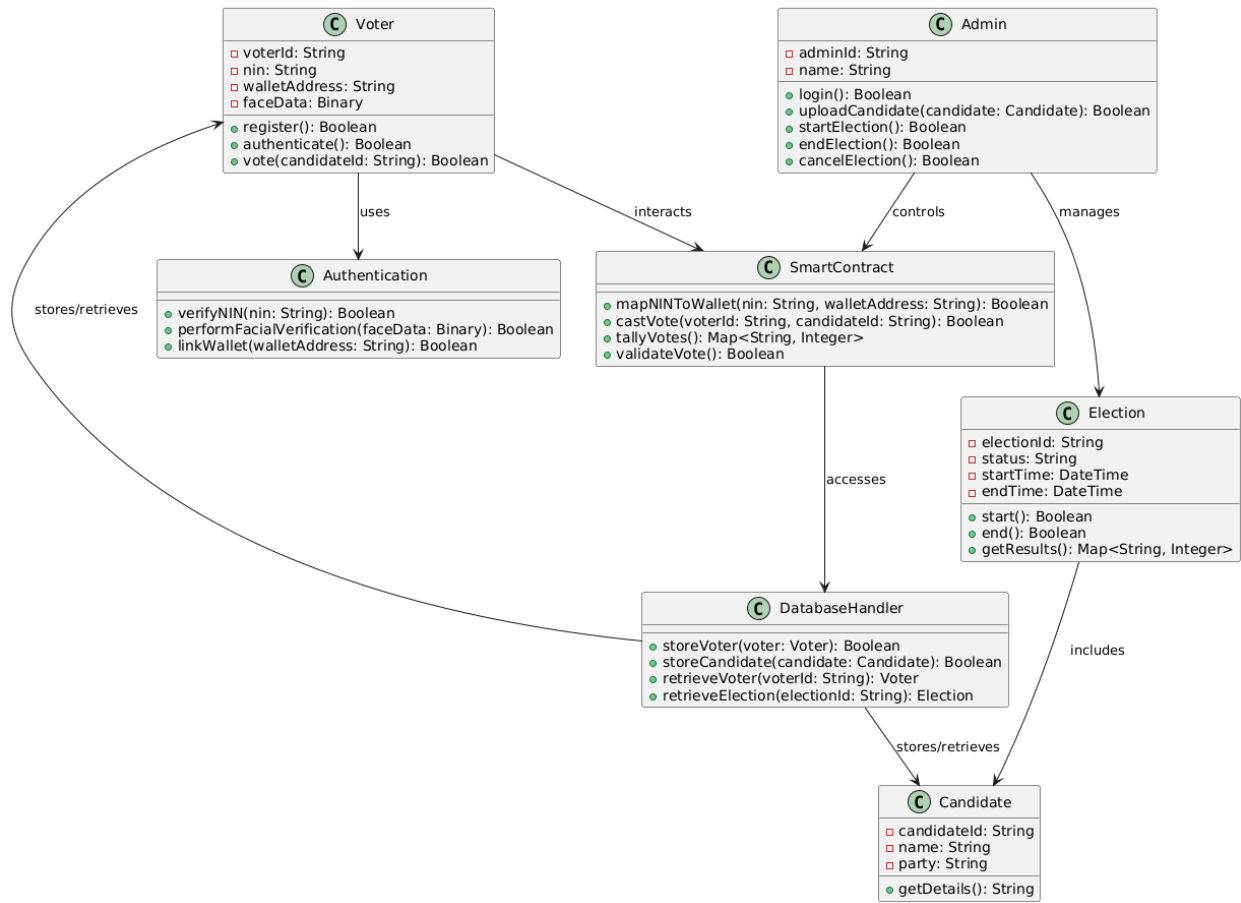 C Voter
voterId: String
nin: String
walletAddress: String
faceData: Binary
register(): Boolean
authenticate(): Boolean
vote(candidateId: String): Boolean
C Admin
adminId: String
name: String
login(): Boolean
uploadCandidate(candidate: Candidate): Boolean
startElection(): Boolean
endElection(): Boolean
cancelElection(): Boolean
uses
interacts
controls
manages
C Authentication
verifyNIN(nin: String): Boolean
performFacialVerification(faceData: Binary): Boolean
linkWallet(walletAddress: String): Boolean
C SmartContract
mapNINToWallet(nin: String, walletAddress: String): Boolean
castVote(voterId: String, candidateId: String): Boolean
tallyVotes(): Map<String, Integer>
validateVote(): Boolean
stores/retrieves
C Election
electionId: String
status: String
startTime: DateTime
endTime: DateTime
start(): Boolean
end(): Boolean
getResults(): Map<String, Integer>
accesses
C DatabaseHandler
storeVoter(voter: Voter): Boolean
storeCandidate(candidate: Candidate): Boolean
retrieveVoter(voterId: String): Voter
retrieveElection(electionId: String): Election
includes
stores/retrieves
C Candidate
candidateId: String
name: String
party: String
getDetails(): String